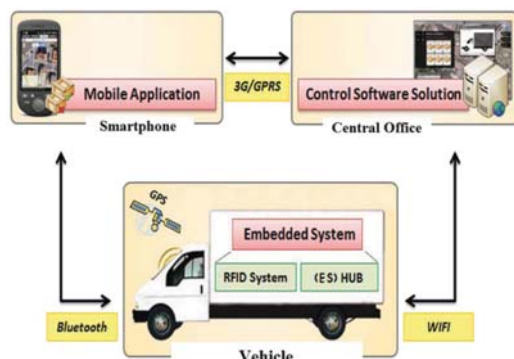 Mobile Application
3G/GPRS
Control Software Solution
Smartphone
Central Office
GPS
Embedded System
RFID System
(ES) HUB
Bluetooth
WIFI
Vehicle